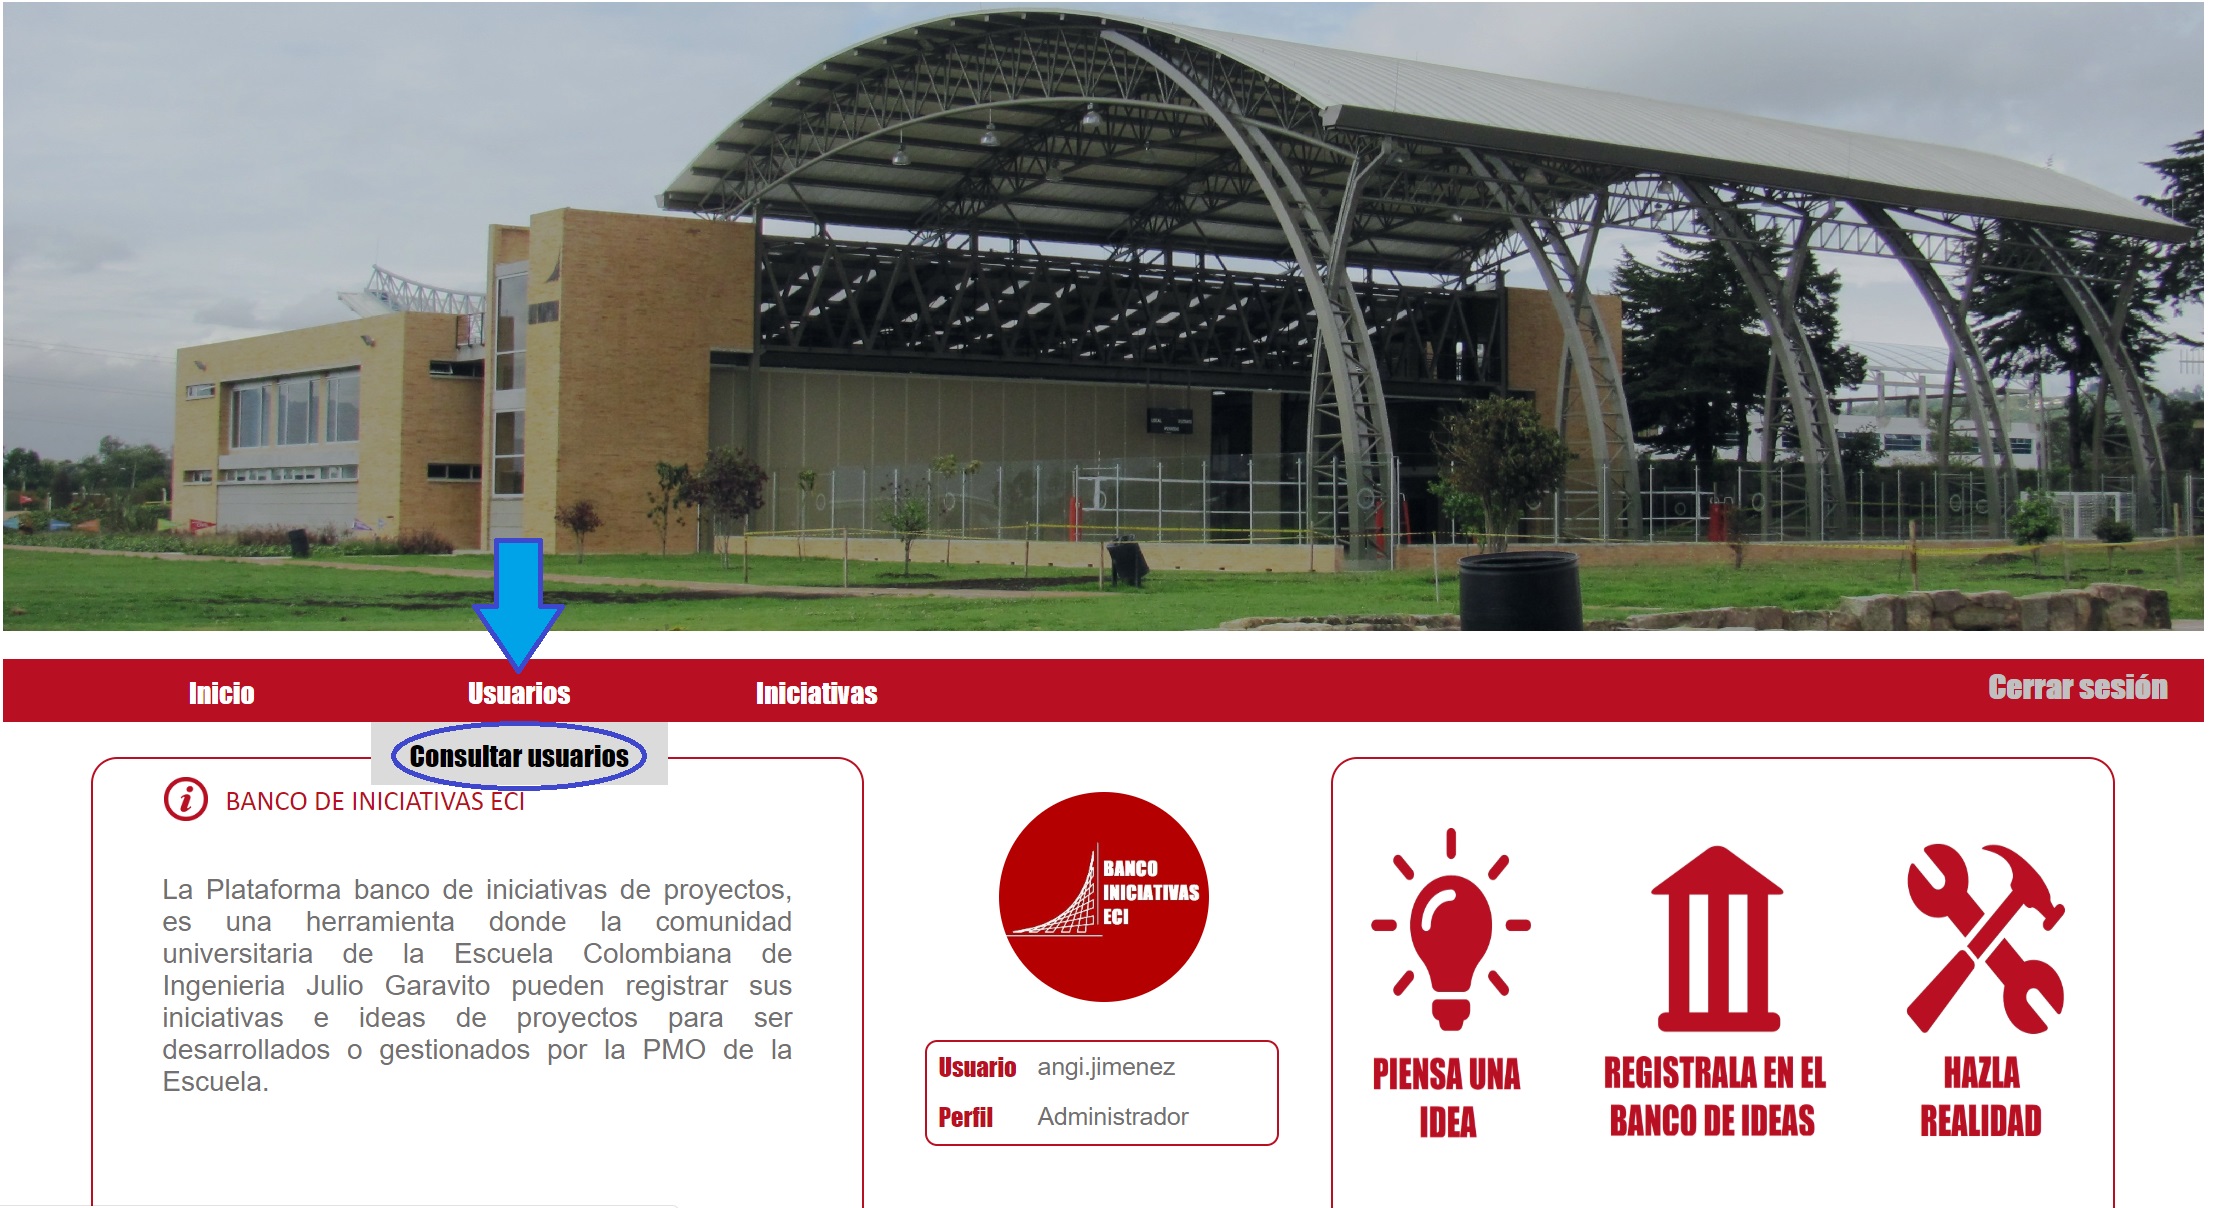 Inicio Usuarios Iniciativas Cerrar sesión
Consultar usuarios
BANCO DE INICIATIVAS ECI
La Plataforma banco de iniciativas de proyectos,
es una herramienta donde la comunidad
universitaria de la Escuela Colombiana de
Ingenieria Julio Garavito pueden registrar sus
iniciativas e ideas de proyectos para ser
desarrollados o gestionados por la PMO de la
Escuela.
BANCO
INICIATIVAS
ECI
Usuario angi.jimenez
Perfil Administrador
PIENSA UNA
IDEA
REGISTRALA EN EL
BANCO DE IDEAS
HAZLA
REALIDAD